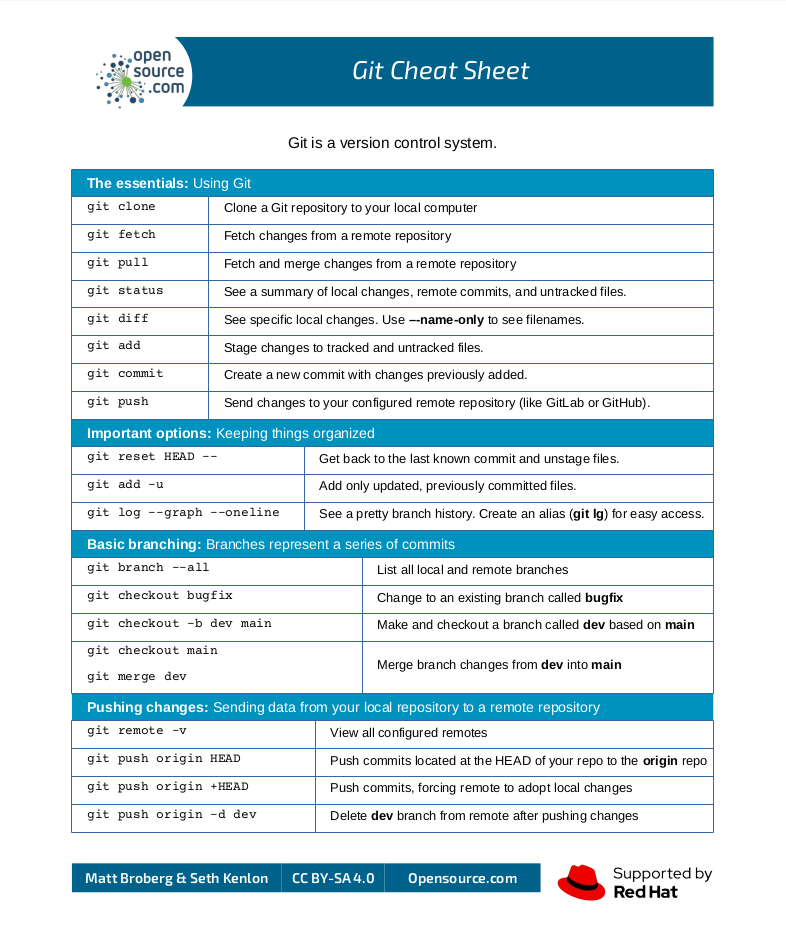 open
source
.com
Git Cheat Sheet
Git is a version control system.
The essentials: Using Git
git clone Clone a Git repository to your local computer
git fetch Fetch changes from a remote repository
git pull Fetch and merge changes from a remote repository
git status See a summary of local changes, remote commits, and untracked files.
git diff See specific local changes. Use –-name-only to see filenames.
git add Stage changes to tracked and untracked files.
git commit Create a new commit with changes previously added.
git push Send changes to your configured remote repository (like GitLab or GitHub).
Important options: Keeping things organized
git reset HEAD -- Get back to the last known commit and unstage files.
git add -u Add only updated, previously committed files.
git log --graph --oneline See a pretty branch history. Create an alias (git lg) for easy access.
Basic branching: Branches represent a series of commits
git branch --all List all local and remote branches
git checkout bugfix Change to an existing branch called bugfix
git checkout -b dev main Make and checkout a branch called dev based on main
git checkout main
git merge dev
Merge branch changes from dev into main
Pushing changes: Sending data from your local repository to a remote repository
git remote -v View all configured remotes
git push origin HEAD Push commits located at the HEAD of your repo to the origin repo
git push origin +HEAD Push commits, forcing remote to adopt local changes
git push origin -d dev Delete dev branch from remote after pushing changes
Matt Broberg & Seth Kenlon CC BY-SA 4.0 Opensource.com
Supported by
Red Hat